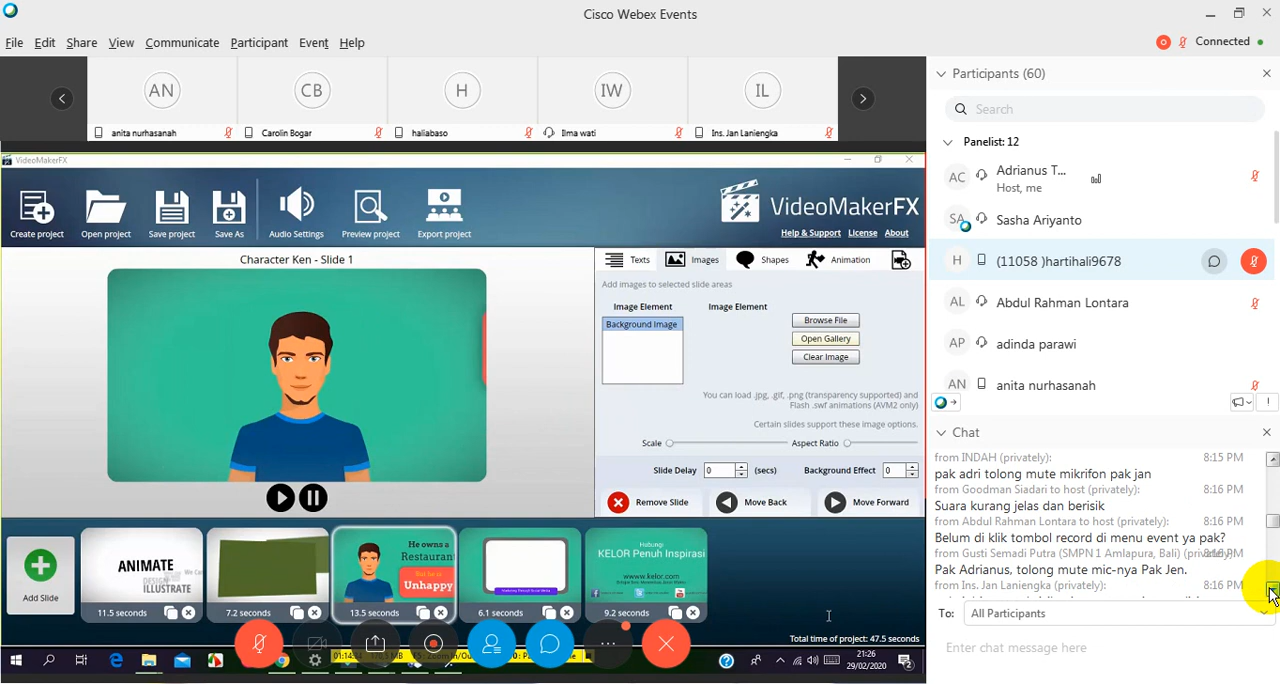 Cisco Webex Events
File Edit Share View Communicate Participant Event Help
Connected
AN CB H IW IL
anita nurhasanah Carolin Bogar haliabaso Ilma wati Ins. Jan Laniengka
VideoMakerFX
Create project Open project Save project Save As Audio Settings Preview project Export project
VideoMakerFX
Help & Support License About
Character Ken - Slide 1
Texts Images Shapes Animation
Add images to selected slide areas
Image Element Image Element
Background Image
Browse File
Open Gallery
Clear Image
You can load .jpg, .gif, .png (transparency supported) and
Flash .swf animations (AVM2 only)
Certain slides support these image options.
Scale Aspect Ratio
Slide Delay 0 (secs) Background Effect 0
Remove Slide Move Back Move Forward
Add Slide
ANIMATE
DESIGN
ILLUSTRATE
11.5 seconds
7.2 seconds
He owns a
Restaurant
Unhappy
13.5 seconds
6.1 seconds
Hubungi:
KELOR Penuh Inspirasi
www.kelor.com
9.2 seconds
Total time of project: 47.5 seconds
21:26
29/02/2020
2
Participants (60)
Search
Panelist: 12
AC Adrianus T...
Host, me
SA Sasha Ariyanto
H (11058 )hartihali9678
AL Abdul Rahman Lontara
AP adinda parawi
AN anita nurhasanah
Chat
from INDAH (privately): 8:15 PM
pak adri tolong mute mikrifon pak jan
from Goodman Siadari to host (privately): 8:16 PM
Suara kurang jelas dan berisik
from Abdul Rahman Lontara to host (privately): 8:16 PM
Belum di klik tombol record di menu event ya pak?
from Gusti Semadi Putra (SMPN 1 Amlapura, Bali) (privately): 8:16 PM
Pak Adrianus, tolong mute mic-nya Pak Jen.
from Ins. Jan Laniengka (privately): 8:16 PM
To: All Participants
Enter chat message here